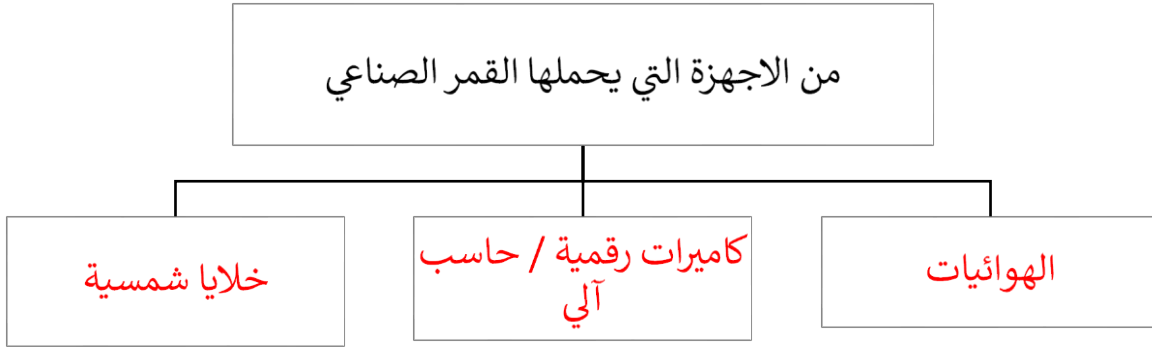 من الاجهزة التي يحملها القمر الصناعي
الهوائيات
كاميرات رقمية / حاسب
آلي
خلايا شمسية